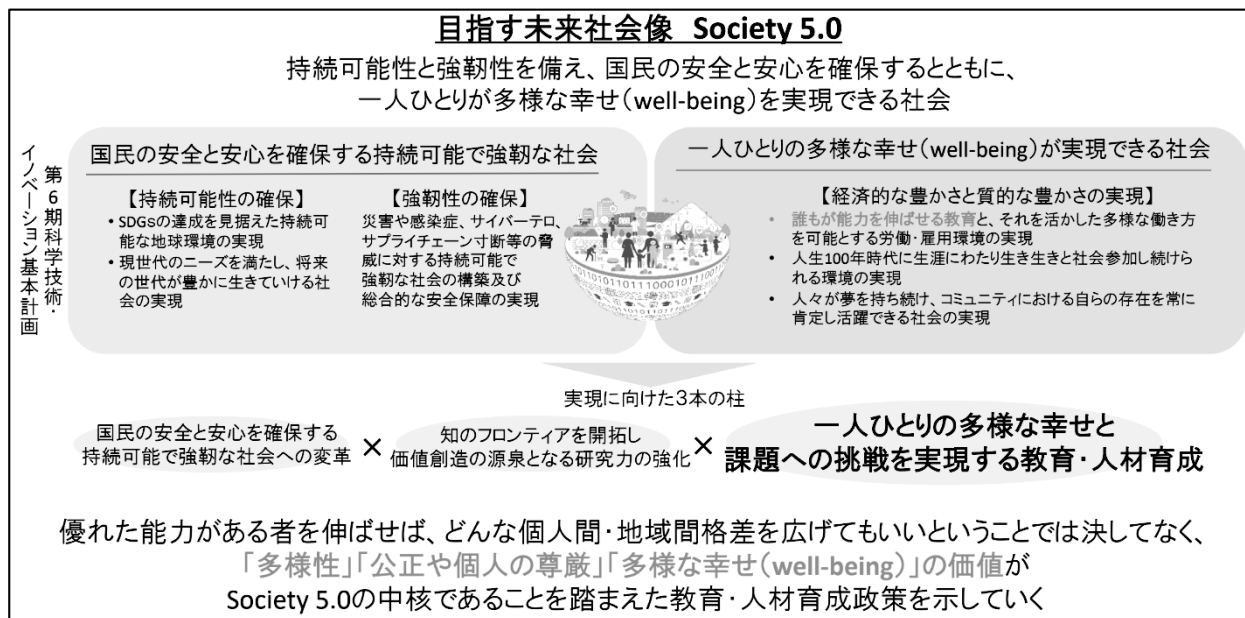 目指す未来社会像 Society 5.0
持続可能性と強靭性を備え、国民の安全と安心を確保するとともに、
一人ひとりが多様な幸せ(well-being)を実現できる社会
第6期科学技術・
イノベーション基本計画
国民の安全と安心を確保する持続可能で強靭な社会
【持続可能性の確保】
• SDGsの達成を見据えた持続可
能な地球環境の実現
• 現世代のニーズを満たし、将来
の世代が豊かに生きていける社
会の実現
【強靭性の確保】
災害や感染症、サイバーテロ、
サプライチェーン寸断等の脅
威に対する持続可能で
強靭な社会の構築及び
総合的な安全保障の実現
一人ひとりの多様な幸せ(well-being)が実現できる社会
【経済的な豊かさと質的な豊かさの実現】
• 誰もが能力を伸ばせる教育と、それを活かした多様な働き方
を可能とする労働・雇用環境の実現
• 人生100年時代に生涯にわたり生き生きと社会参加し続けら
れる環境の実現
• 人々が夢を持ち続け、コミュニティにおける自らの存在を常に
肯定し活躍できる社会の実現
実現に向けた3本の柱
国民の安全と安心を確保する
持続可能で強靭な社会への変革
×
知のフロンティアを開拓し
価値創造の源泉となる研究力の強化
×
一人ひとりの多様な幸せと
課題への挑戦を実現する教育・人材育成
優れた能力がある者を伸ばせば、どんな個人間・地域間格差を広げてもいいということでは決してなく、
「多様性」「公正や個人の尊厳」「多様な幸せ(well-being)」の価値が
Society 5.0の中核であることを踏まえた教育・人材育成政策を示していく